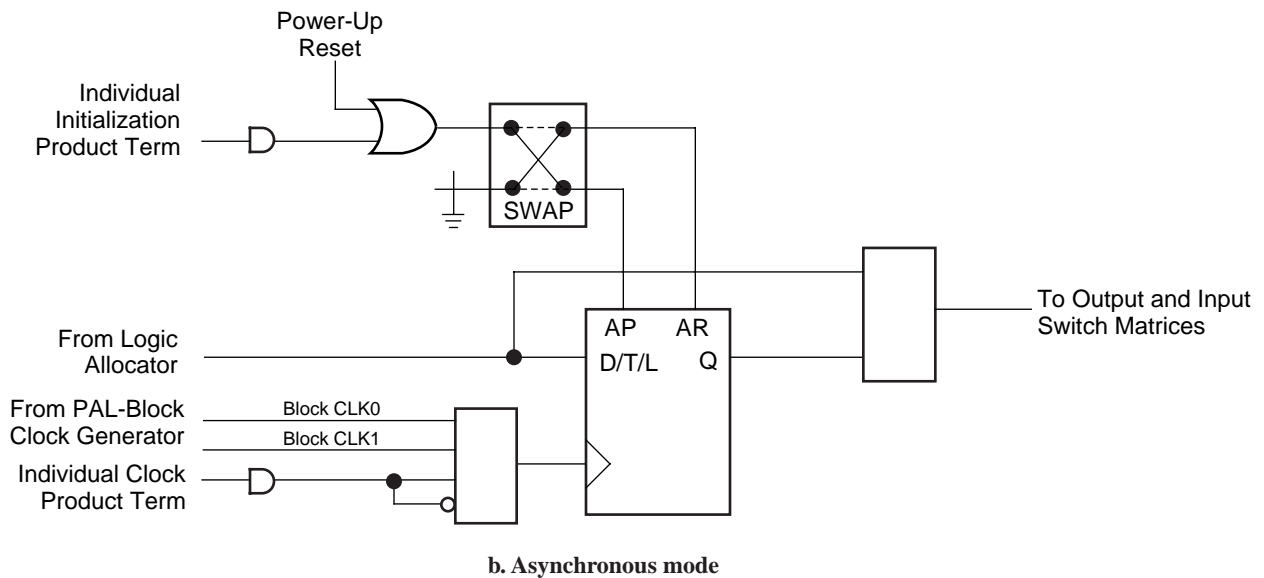 Power-Up
Reset
Individual
Initialization
Product Term
SWAP
To Output and Input
Switch Matrices
AP
AR
From Logic
Allocator
D/T/L
Q
From PAL-Block
Clock Generator
Block CLK0
Block CLK1
Individual Clock
Product Term
b. Asynchronous mode